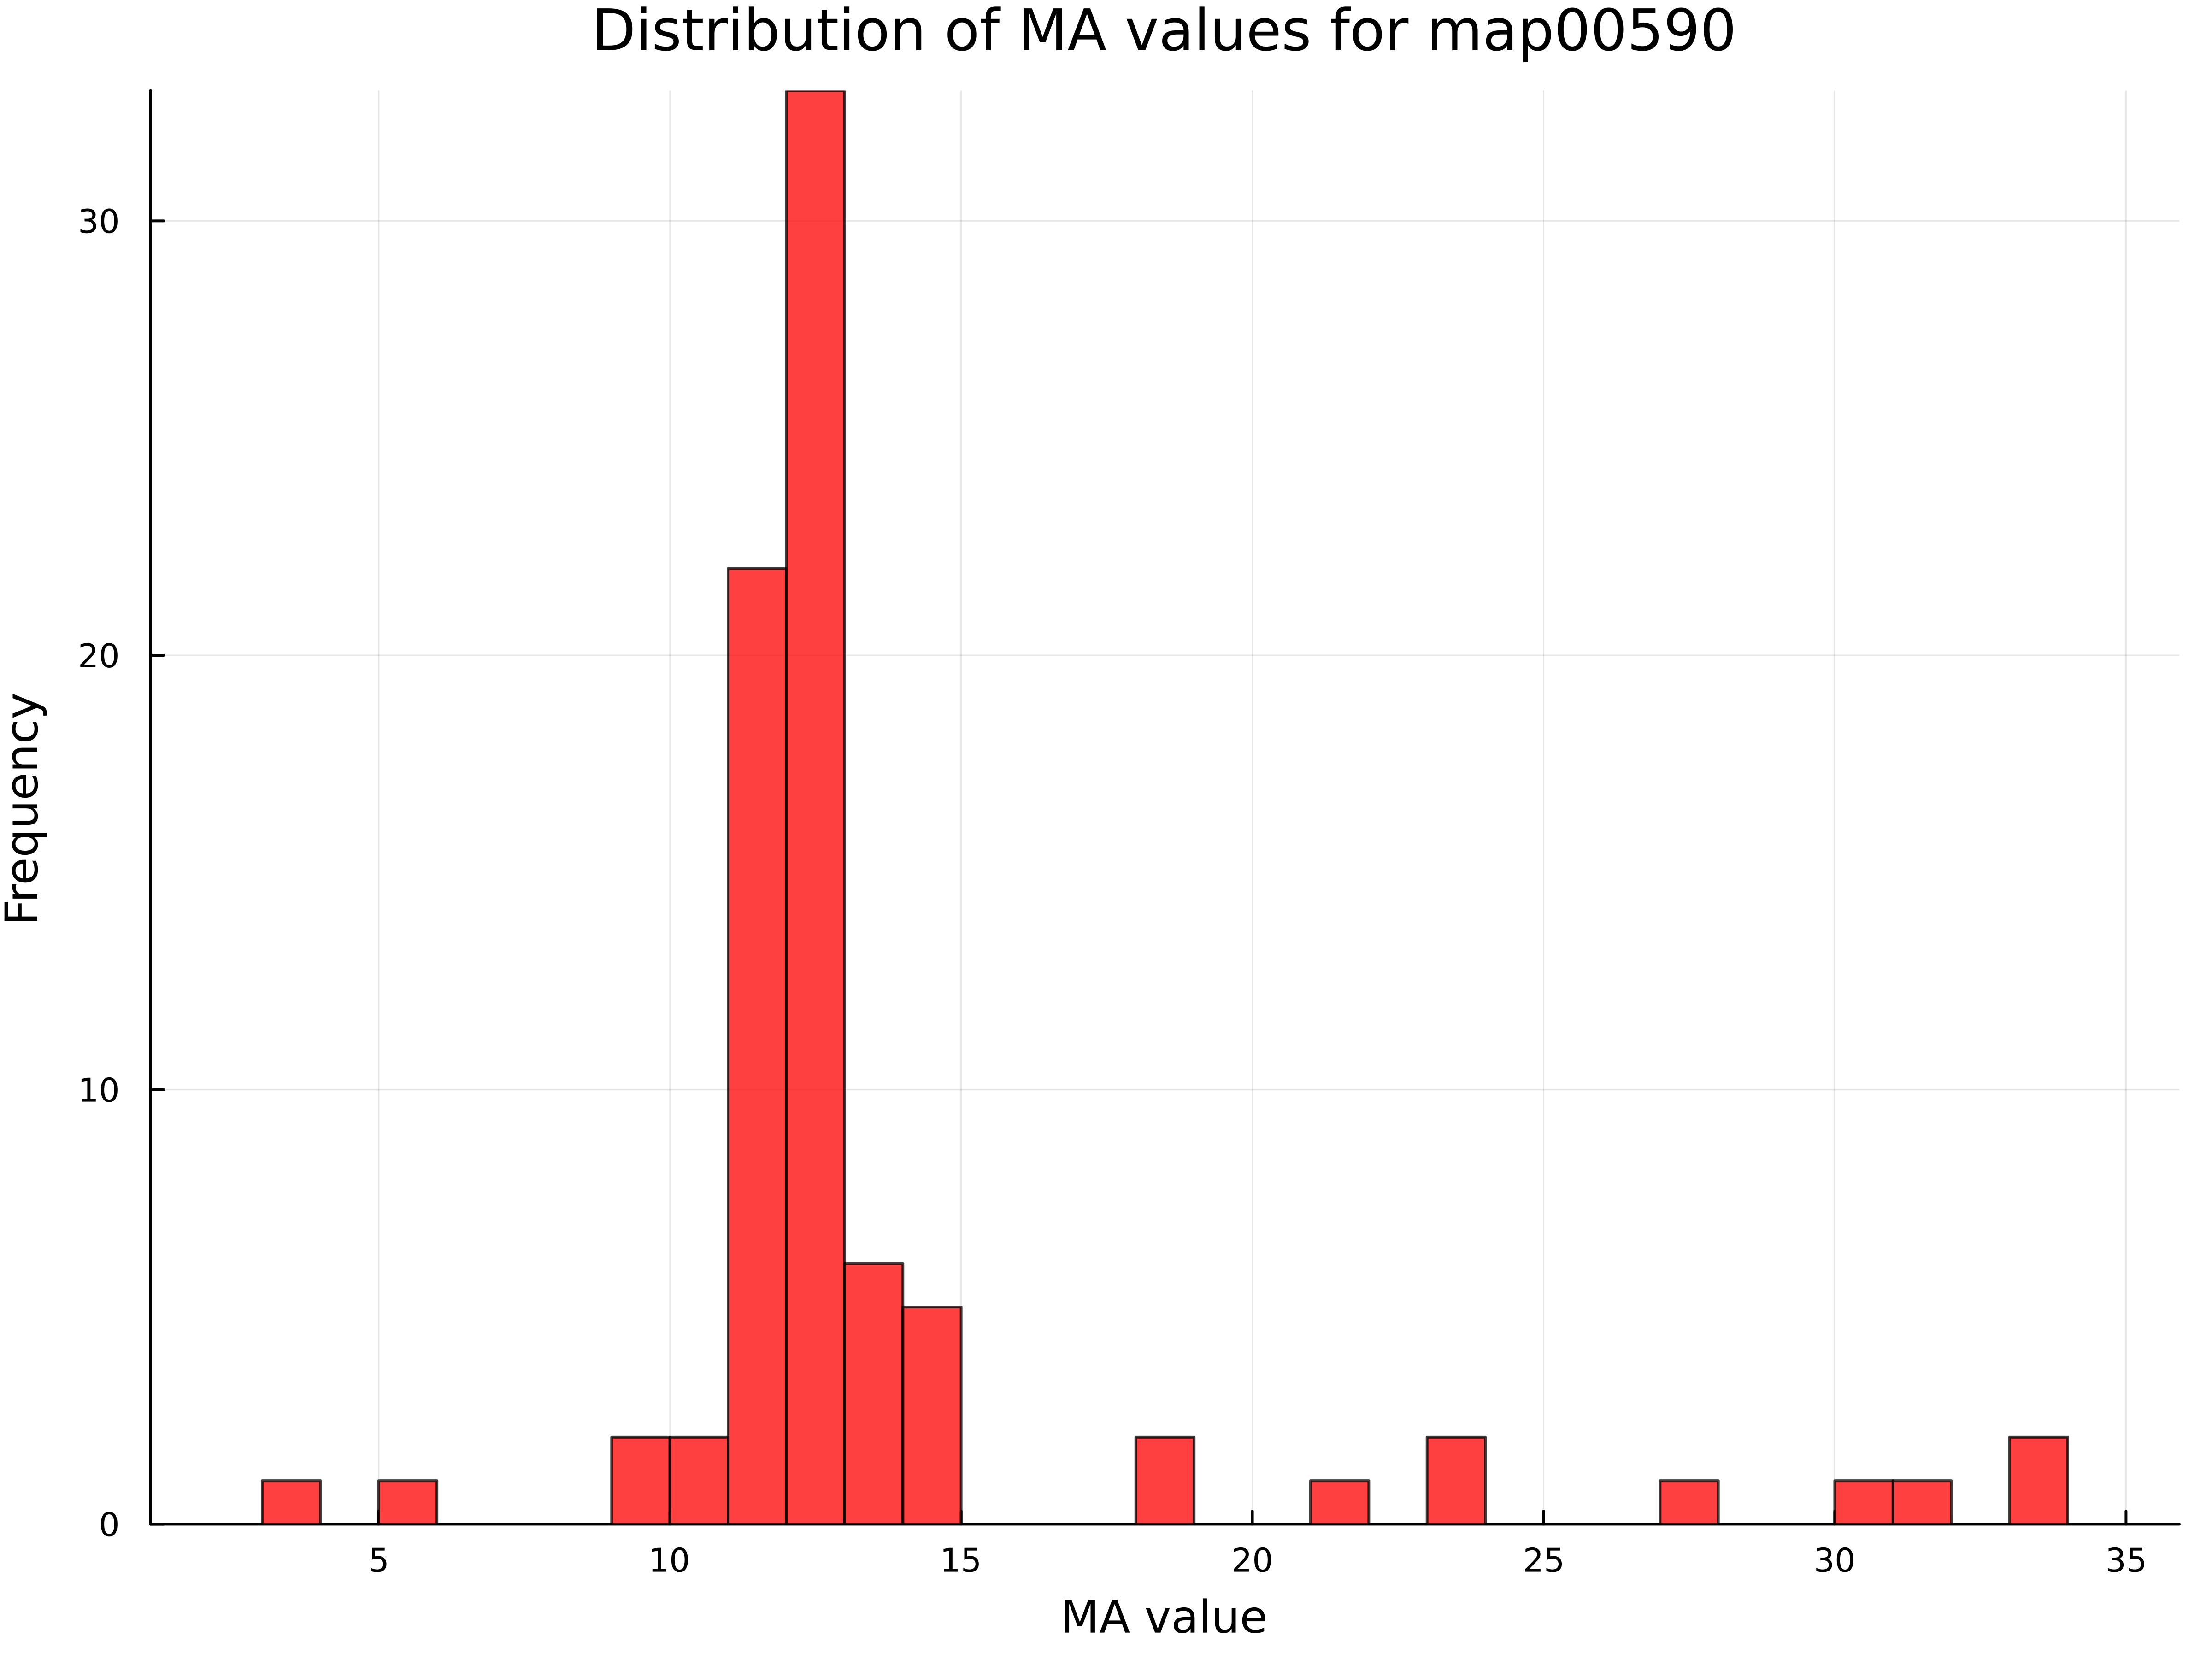 Distribution of MA values for map00590
30
20
10
0
Frequency
5 10 15 20 25 30 35
MA value